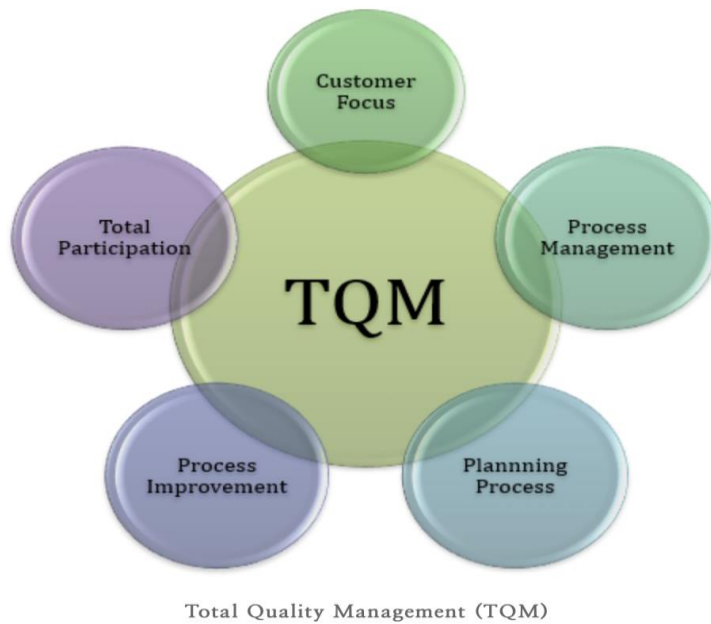 Customer
Focus
Total
Participation
Process
Management
TQM
Process
Improvement
Plannning
Process
Total Quality Management (TQM)